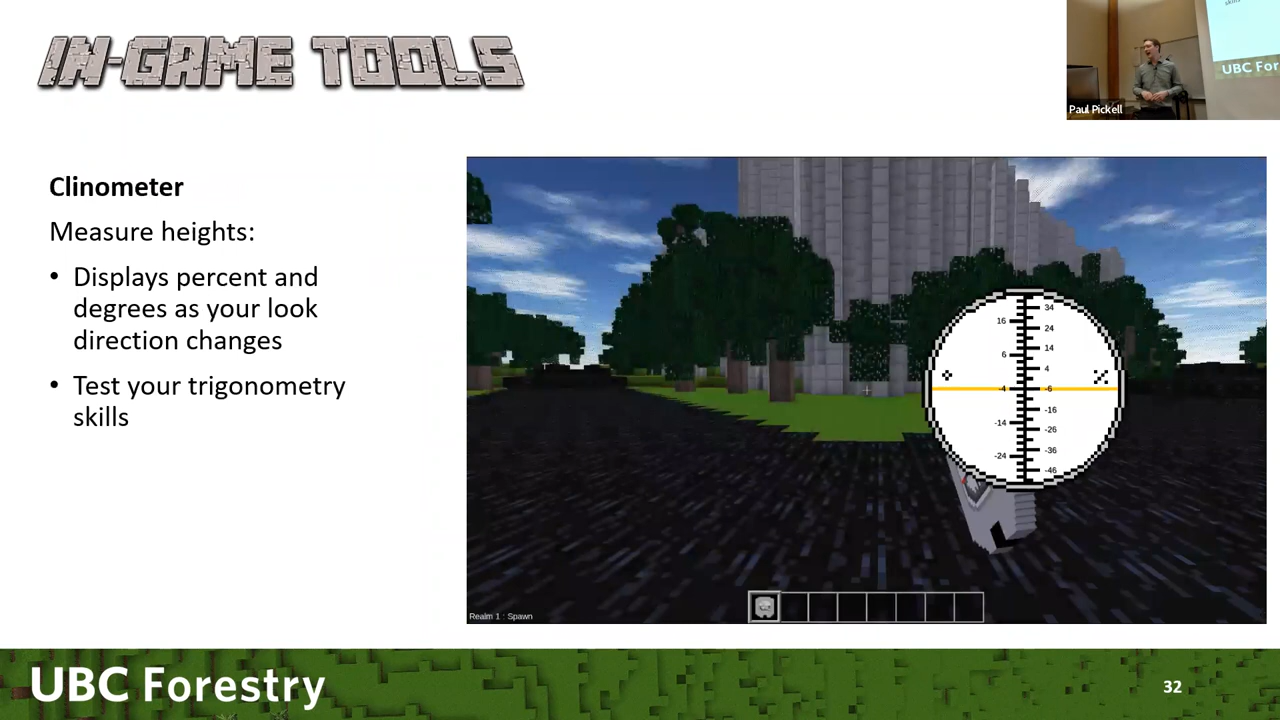 IN-GAME TOOLS
UBC For
Paul Pickell
Clinometer
Measure heights:
• Displays percent and
degrees as your look
direction changes
• Test your trigonometry
skills
34
16
24
14
6
4
-4
-6
-16
-14
-26
-36
-24
-46
Realm 1 : Spawn
UBC Forestry
32